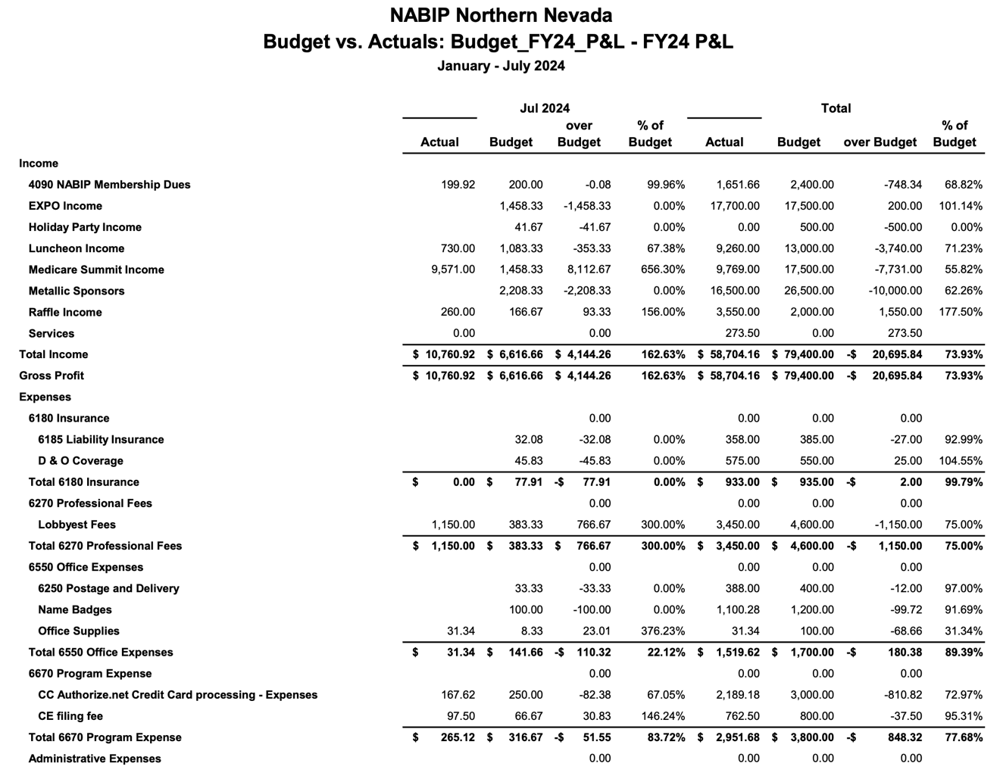 NABIP Northern Nevada
Budget vs. Actuals: Budget_FY24_P&L - FY24 P&L
January - July 2024
Jul 2024 Total
over % of % of
Actual Budget Budget Budget Actual Budget over Budget Budget
Income
4090 NABIP Membership Dues 199.92 200.00 -0.08 99.96% 1,651.66 2,400.00 -748.34 68.82%
EXPO Income 1,458.33 -1,458.33 0.00% 17,700.00 17,500.00 200.00 101.14%
Holiday Party Income 41.67 -41.67 0.00% 0.00 500.00 -500.00 0.00%
Luncheon Income 730.00 1,083.33 -353.33 67.38% 9,260.00 13,000.00 -3,740.00 71.23%
Medicare Summit Income 9,571.00 1,458.33 8,112.67 656.30% 9,769.00 17,500.00 -7,731.00 55.82%
Metallic Sponsors 2,208.33 -2,208.33 0.00% 16,500.00 26,500.00 -10,000.00 62.26%
Raffle Income 260.00 166.67 93.33 156.00% 3,550.00 2,000.00 1,550.00 177.50%
Services 0.00 0.00 273.50 0.00 273.50
Total Income $ 10,760.92 $ 6,616.66 $ 4,144.26 162.63% $ 58,704.16 $ 79,400.00 -$ 20,695.84 73.93%
Gross Profit $ 10,760.92 $ 6,616.66 $ 4,144.26 162.63% $ 58,704.16 $ 79,400.00 -$ 20,695.84 73.93%
Expenses
6180 Insurance 0.00 0.00 0.00 0.00
6185 Liability Insurance 32.08 -32.08 0.00% 358.00 385.00 -27.00 92.99%
D & O Coverage 45.83 -45.83 0.00% 575.00 550.00 25.00 104.55%
Total 6180 Insurance $ 0.00 $ 77.91 -$ 77.91 0.00% $ 933.00 $ 935.00 -$ 2.00 99.79%
6270 Professional Fees 0.00 0.00 0.00 0.00
Lobbyest Fees 1,150.00 383.33 766.67 300.00% 3,450.00 4,600.00 -1,150.00 75.00%
Total 6270 Professional Fees $ 1,150.00 $ 383.33 $ 766.67 300.00% $ 3,450.00 $ 4,600.00 -$ 1,150.00 75.00%
6550 Office Expenses 0.00 0.00 0.00 0.00
6250 Postage and Delivery 33.33 -33.33 0.00% 388.00 400.00 -12.00 97.00%
Name Badges 100.00 -100.00 0.00% 1,100.28 1,200.00 -99.72 91.69%
Office Supplies 31.34 8.33 23.01 376.23% 31.34 100.00 -68.66 31.34%
Total 6550 Office Expenses $ 31.34 $ 141.66 -$ 110.32 22.12% $ 1,519.62 $ 1,700.00 -$ 180.38 89.39%
6670 Program Expense 0.00 0.00 0.00 0.00
CC Authorize.net Credit Card processing - Expenses 167.62 250.00 -82.38 67.05% 2,189.18 3,000.00 -810.82 72.97%
CE filing fee 97.50 66.67 30.83 146.24% 762.50 800.00 -37.50 95.31%
Total 6670 Program Expense $ 265.12 $ 316.67 -$ 51.55 83.72% $ 2,951.68 $ 3,800.00 -$ 848.32 77.68%
Administrative Expenses 0.00 0.00 0.00 0.00